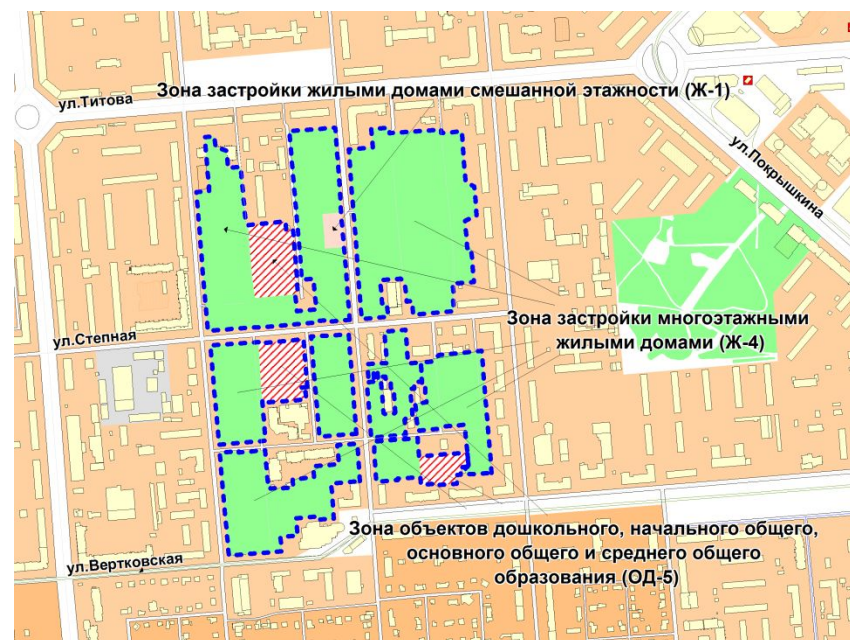 Зона застройки жилыми домами смешанной этажности (Ж-1)
ул.Титова
ул.Покрышкина
Зона застройки многоэтажными
жилыми домами (Ж-4)
ул.Степная
Зона объектов дошкольного, начального общего,
основного общего и среднего общего
образования (ОД-5)
ул.Вертковская